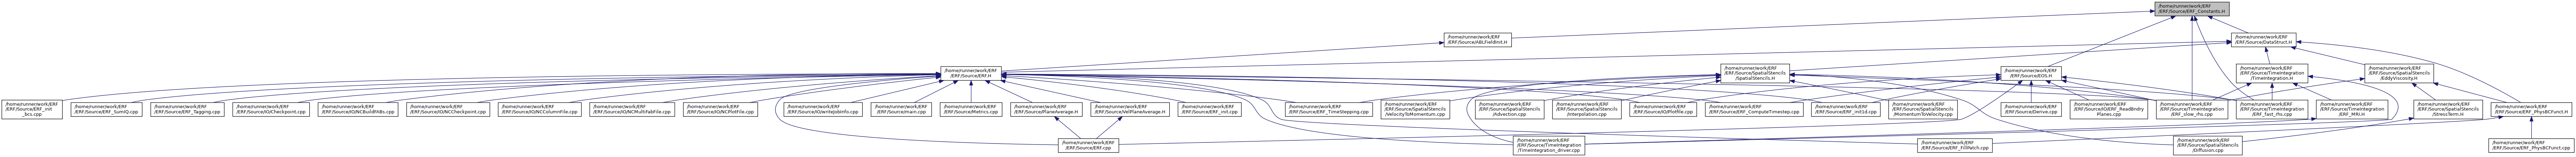 /home/runner/work/ERF
/ERF/Source/ERF_Constants.H
/home/runner/work/ERF
/ERF/Source/ABLFieldInit.H
/home/runner/work/ERF
/ERF/Source/DataStruct.H
/home/runner/work/ERF
/ERF/Source/ERF.H
/home/runner/work/ERF
/ERF/Source/SpatialStencils
/SpatialStencils.H
/home/runner/work/ERF
/ERF/Source/EOS.H
/home/runner/work/ERF
/ERF/Source/TimeIntegration
/TimeIntegration.H
/home/runner/work/ERF
/ERF/Source/SpatialStencils
/EddyViscosity.H
/home/runner/work/ERF
/ERF/Source/ERF_init
_bcs.cpp
/home/runner/work/ERF
/ERF/Source/ERF_SumIQ.cpp
/home/runner/work/ERF
/ERF/Source/ERF_Tagging.cpp
/home/runner/work/ERF
/ERF/Source/IO/Checkpoint.cpp
/home/runner/work/ERF
/ERF/Source/IO/NCBuildFABs.cpp
/home/runner/work/ERF
/ERF/Source/IO/NCCheckpoint.cpp
/home/runner/work/ERF
/ERF/Source/IO/NCColumnFile.cpp
/home/runner/work/ERF
/ERF/Source/IO/NCMultiFabFile.cpp
/home/runner/work/ERF
/ERF/Source/IO/NCPlotFile.cpp
/home/runner/work/ERF
/ERF/Source/IO/writeJobInfo.cpp
/home/runner/work/ERF
/ERF/Source/main.cpp
/home/runner/work/ERF
/ERF/Source/Metrics.cpp
/home/runner/work/ERF
/ERF/Source/PlaneAverage.H
/home/runner/work/ERF
/ERF/Source/VelPlaneAverage.H
/home/runner/work/ERF
/ERF/Source/ERF_init.cpp
/home/runner/work/ERF
/ERF/Source/ERF_TimeStepping.cpp
/home/runner/work/ERF
/ERF/Source/SpatialStencils
/VelocityToMomentum.cpp
/home/runner/work/ERF
/ERF/Source/SpatialStencils
/Advection.cpp
/home/runner/work/ERF
/ERF/Source/SpatialStencils
/Interpolation.cpp
/home/runner/work/ERF
/ERF/Source/IO/Plotfile.cpp
/home/runner/work/ERF
/ERF/Source/ERF_ComputeTimestep.cpp
/home/runner/work/ERF
/ERF/Source/ERF_init1d.cpp
/home/runner/work/ERF
/ERF/Source/SpatialStencils
/MomentumToVelocity.cpp
/home/runner/work/ERF
/ERF/Source/Derive.cpp
/home/runner/work/ERF
/ERF/Source/IO/ERF_ReadBndry
Planes.cpp
/home/runner/work/ERF
/ERF/Source/TimeIntegration
/ERF_slow_rhs.cpp
/home/runner/work/ERF
/ERF/Source/TimeIntegration
/ERF_fast_rhs.cpp
/home/runner/work/ERF
/ERF/Source/TimeIntegration
/ERF_MRI.H
/home/runner/work/ERF
/ERF/Source/SpatialStencils
/StressTerm.H
/home/runner/work/ERF
/ERF/Source/ERF_PhysBCFunct.H
/home/runner/work/ERF
/ERF/Source/ERF.cpp
/home/runner/work/ERF
/ERF/Source/TimeIntegration
/TimeIntegration_driver.cpp
/home/runner/work/ERF
/ERF/Source/ERF_FillPatch.cpp
/home/runner/work/ERF
/ERF/Source/SpatialStencils
/Diffusion.cpp
/home/runner/work/ERF
/ERF/Source/ERF_PhysBCFunct.cpp